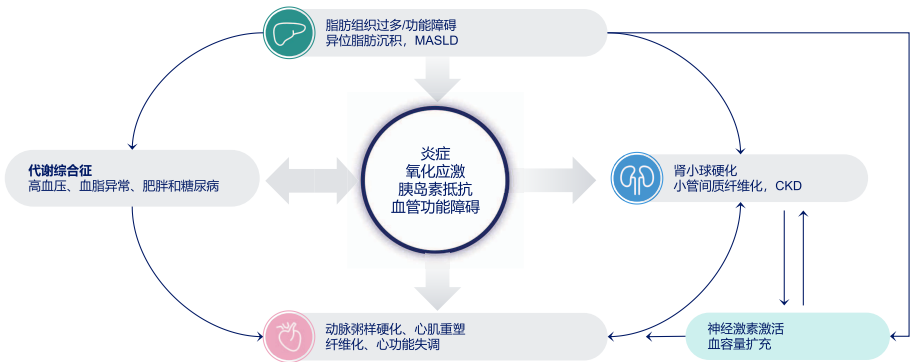 脂肪组织过多/功能障碍
异位脂肪沉积，MASLD
炎症
氧化应激
胰岛素抵抗
血管功能障碍
代谢综合征
高血压、血脂异常、肥胖和糖尿病
肾小球硬化
小管间质纤维化，CKD
动脉粥样硬化、心肌重塑
纤维化、心功能失调
神经激素激活
血容量扩充